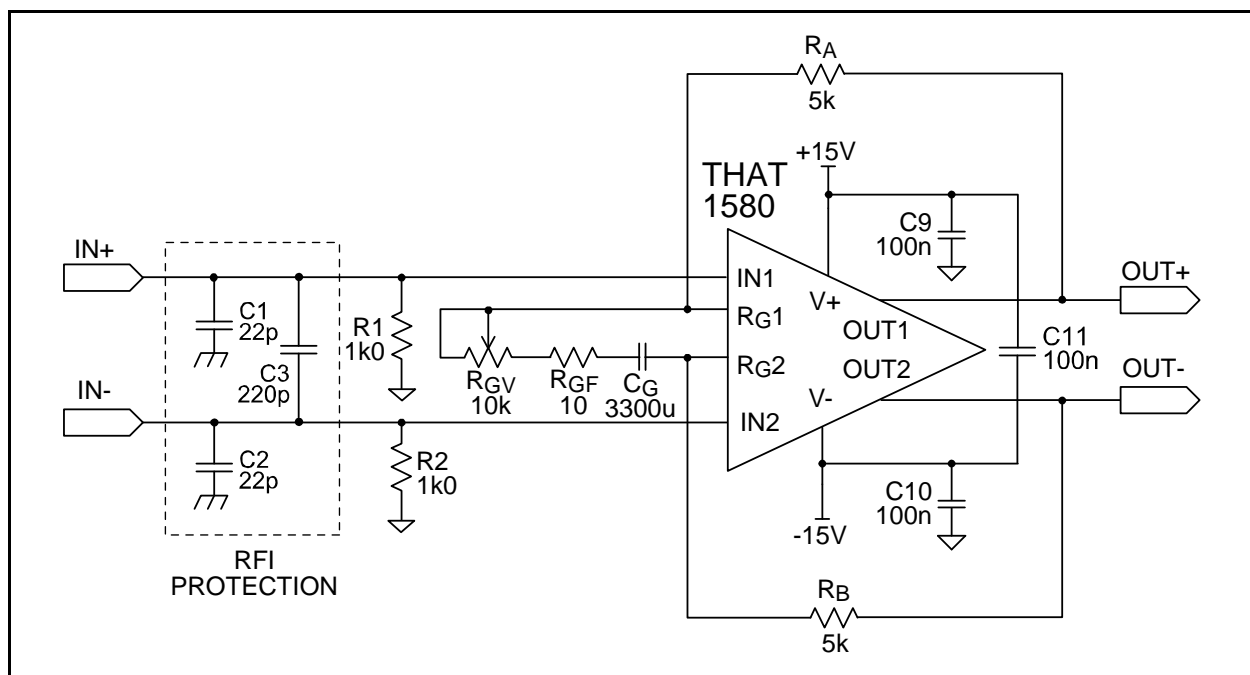 RA
5k
+15V
THAT
1580
C9
100n
IN+
IN1
OUT+
C1
22p
R1
1k0
RG1
V+
OUT1
C11
100n
C3
220p
RGV
10k
RGF
10
CG
3300u
RG2
OUT2
OUT-
IN-
V-
IN2
C2
22p
R2
1k0
C10
100n
-15V
RFI
PROTECTION
RB
5k